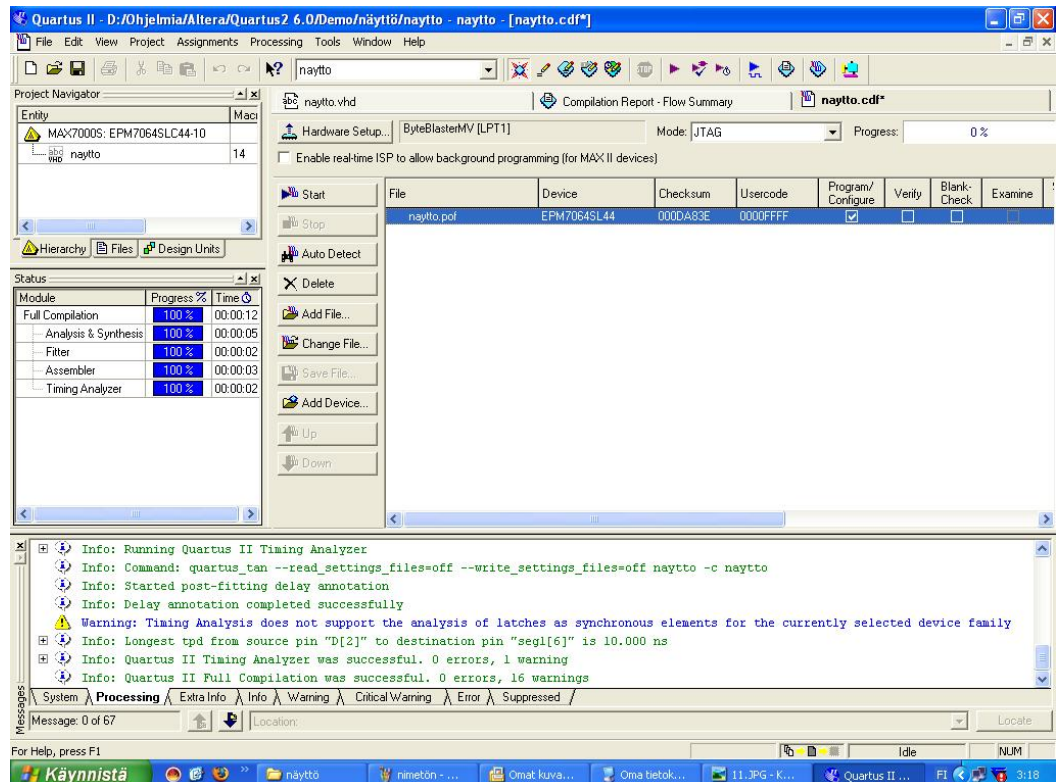 Quartus II - D:/Ohjelmia/Altera/Quartus2 6.0/Demo/näyttö/naytto - naytto - [naytto.cdf*]
File Edit View Project Assignments Processing Tools Window Help
naytto
Project Navigator
Entity Macı
MAX7000S: EPM7064SLC44-10
naytto 14
Hierarchy Files Design Units
Status
Module Progress % Time
Full Compilation 100 % 00:00:12
Analysis & Synthesis 100 % 00:00:05
Fitter 100 % 00:00:02
Assembler 100 % 00:00:03
Timing Analyzer 100 % 00:00:02
naytto.vhd Compilation Report - Flow Summary naytto.cdf*
Hardware Setup... ByteBlasterMV [LPT1] Mode: JTAG Progress: 0 %
Enable real-time ISP to allow background programming (for MAX II devices)
Start
Stop
Auto Detect
Delete
Add File...
Change File...
Save File...
Add Device...
Up
Down
File Device Checksum Usercode Program/ Configure Verify Blank- Check Examine
naytto.pof EPM7064SL44 000DA83E 0000FFFF
Info: Running Quartus II Timing Analyzer
Info: Command: quartus_tan --read_settings_files=off --write_settings_files=off naytto -c naytto
Info: Started post-fitting delay annotation
Info: Delay annotation completed successfully
Warning: Timing Analysis does not support the analysis of latches as synchronous elements for the currently selected device family
Info: Longest tpd from source pin "D[2]" to destination pin "segl[6]" is 10.000 ns
Info: Quartus II Timing Analyzer was successful. 0 errors, 1 warning
Info: Quartus II Full Compilation was successful. 0 errors, 16 warnings
System Processing Extra Info Info Warning Critical Warning Error Suppressed
Messages
Message: 0 of 67 Location: Locate
For Help, press F1 Idle NUM
Käynnistä näyttö nimetön - ... Omat kuva... Oma tietok... 11.JPG - K... Quartus II ... FI 3:18